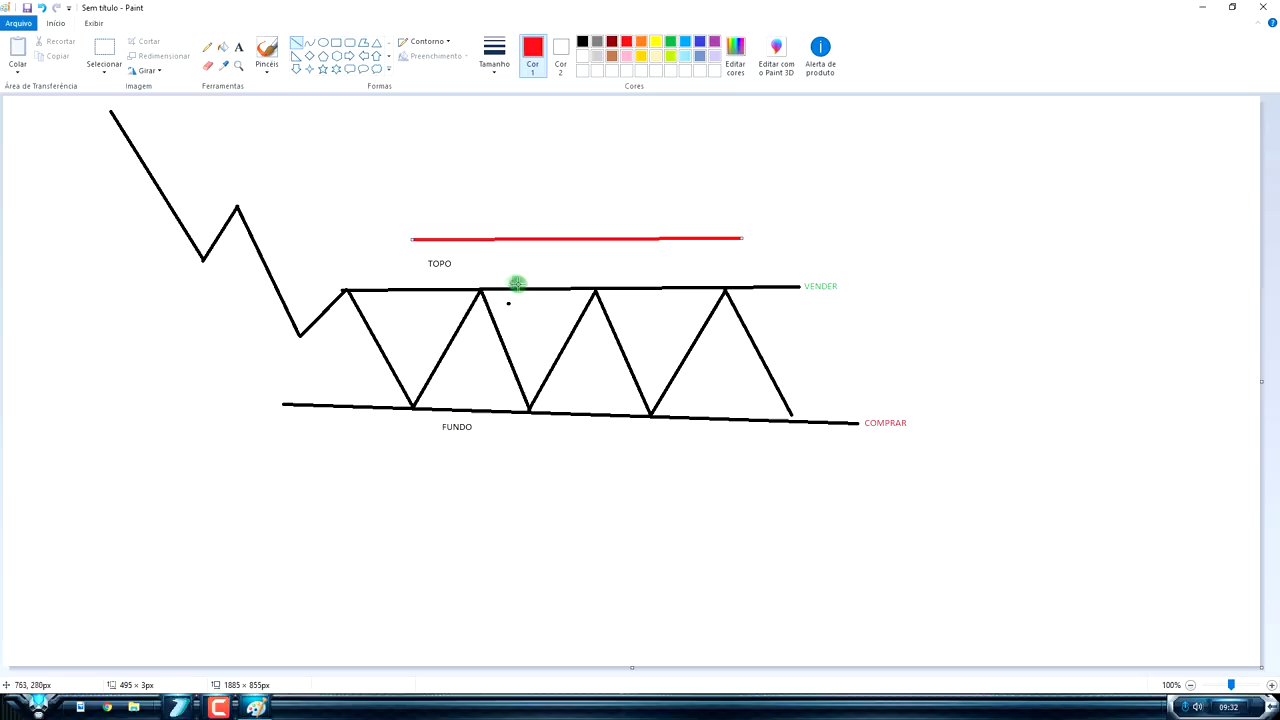 Sem título - Paint
Arquivo
Início
Exibir
Colar
Recortar
Copiar
Área de Transferência
Selecionar
Cortar
Redimensionar
Girar
Imagem
A
Ferramentas
Pincéis
Contorno
Preenchimento
Formas
Tamanho
Cor
1
Cor
2
Editar
cores
Editar com
o Paint 3D
Alerta de
produto
Cores
TOPO
VENDER
FUNDO
COMPRAR
763, 280px
495 × 3px
1885 × 855px
100%
09:32